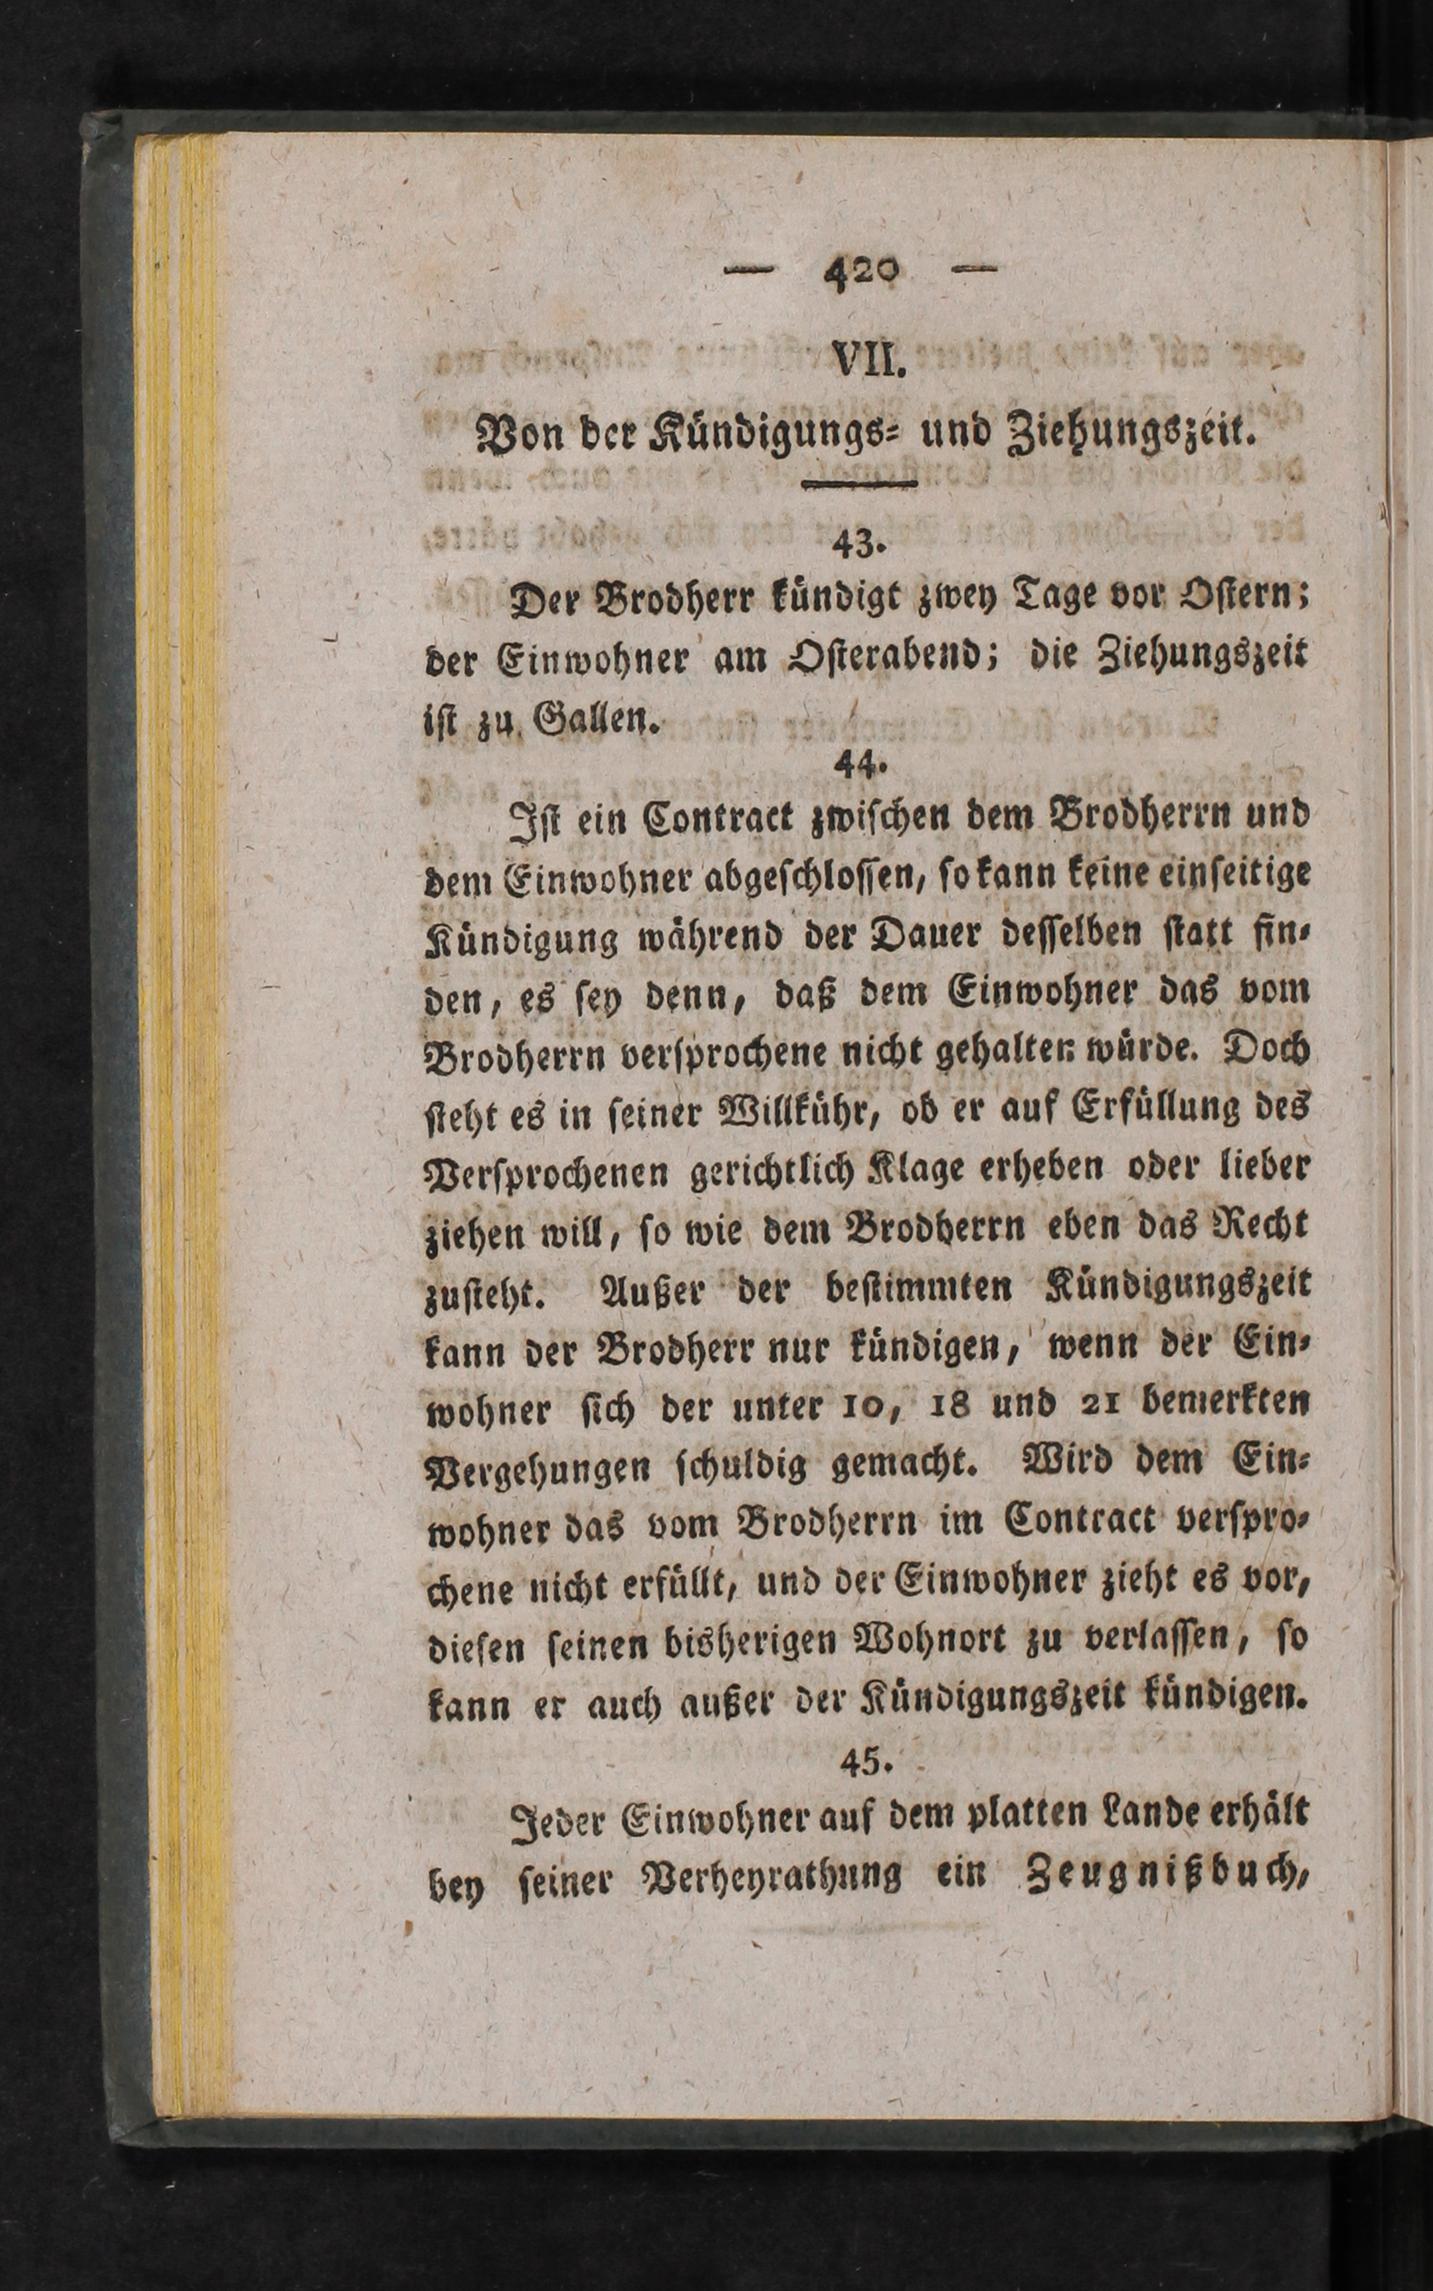 — 420 —
VII.
Von der Kündigungs- und Ziehungszeit.
43.
Der Brodherr kündigt zwey Tage vor Ostern;
der Einwohner am Osterabend; die Ziehungszeit
ist zu Gallen.
44.
Ist ein Contract zwischen dem Brodherrn und
dem Einwohner abgeschlossen, so kann keine einseitige
Kündigung während der Dauer desselben statt fin-
den, es sey denn, daß dem Einwohner das vom
Brodherrn versprochene nicht gehalten würde. Doch
steht es in seiner Willkühr, ob er auf Erfüllung des
Versprochenen gerichtlich Klage erheben oder lieber
ziehen will, so wie dem Brodherrn eben das Recht
zusteht. Außer der bestimmten Kündigungszeit
kann der Brodherr nur kündigen, wenn der Ein-
wohner sich der unter 10, 18 und 21 bemerkten
Vergehungen schuldig gemacht. Wird dem Ein-
wohner das vom Brodherrn im Contract verspro-
chene nicht erfüllt, und der Einwohner zieht es vor,
diesen seinen bisherigen Wohnort zu verlassen, so
kann er auch außer der Kündigungszeit kündigen.
45.
Jeder Einwohner auf dem platten Lande erhält
bey seiner Verheyrathung ein Zeugnißbuch,